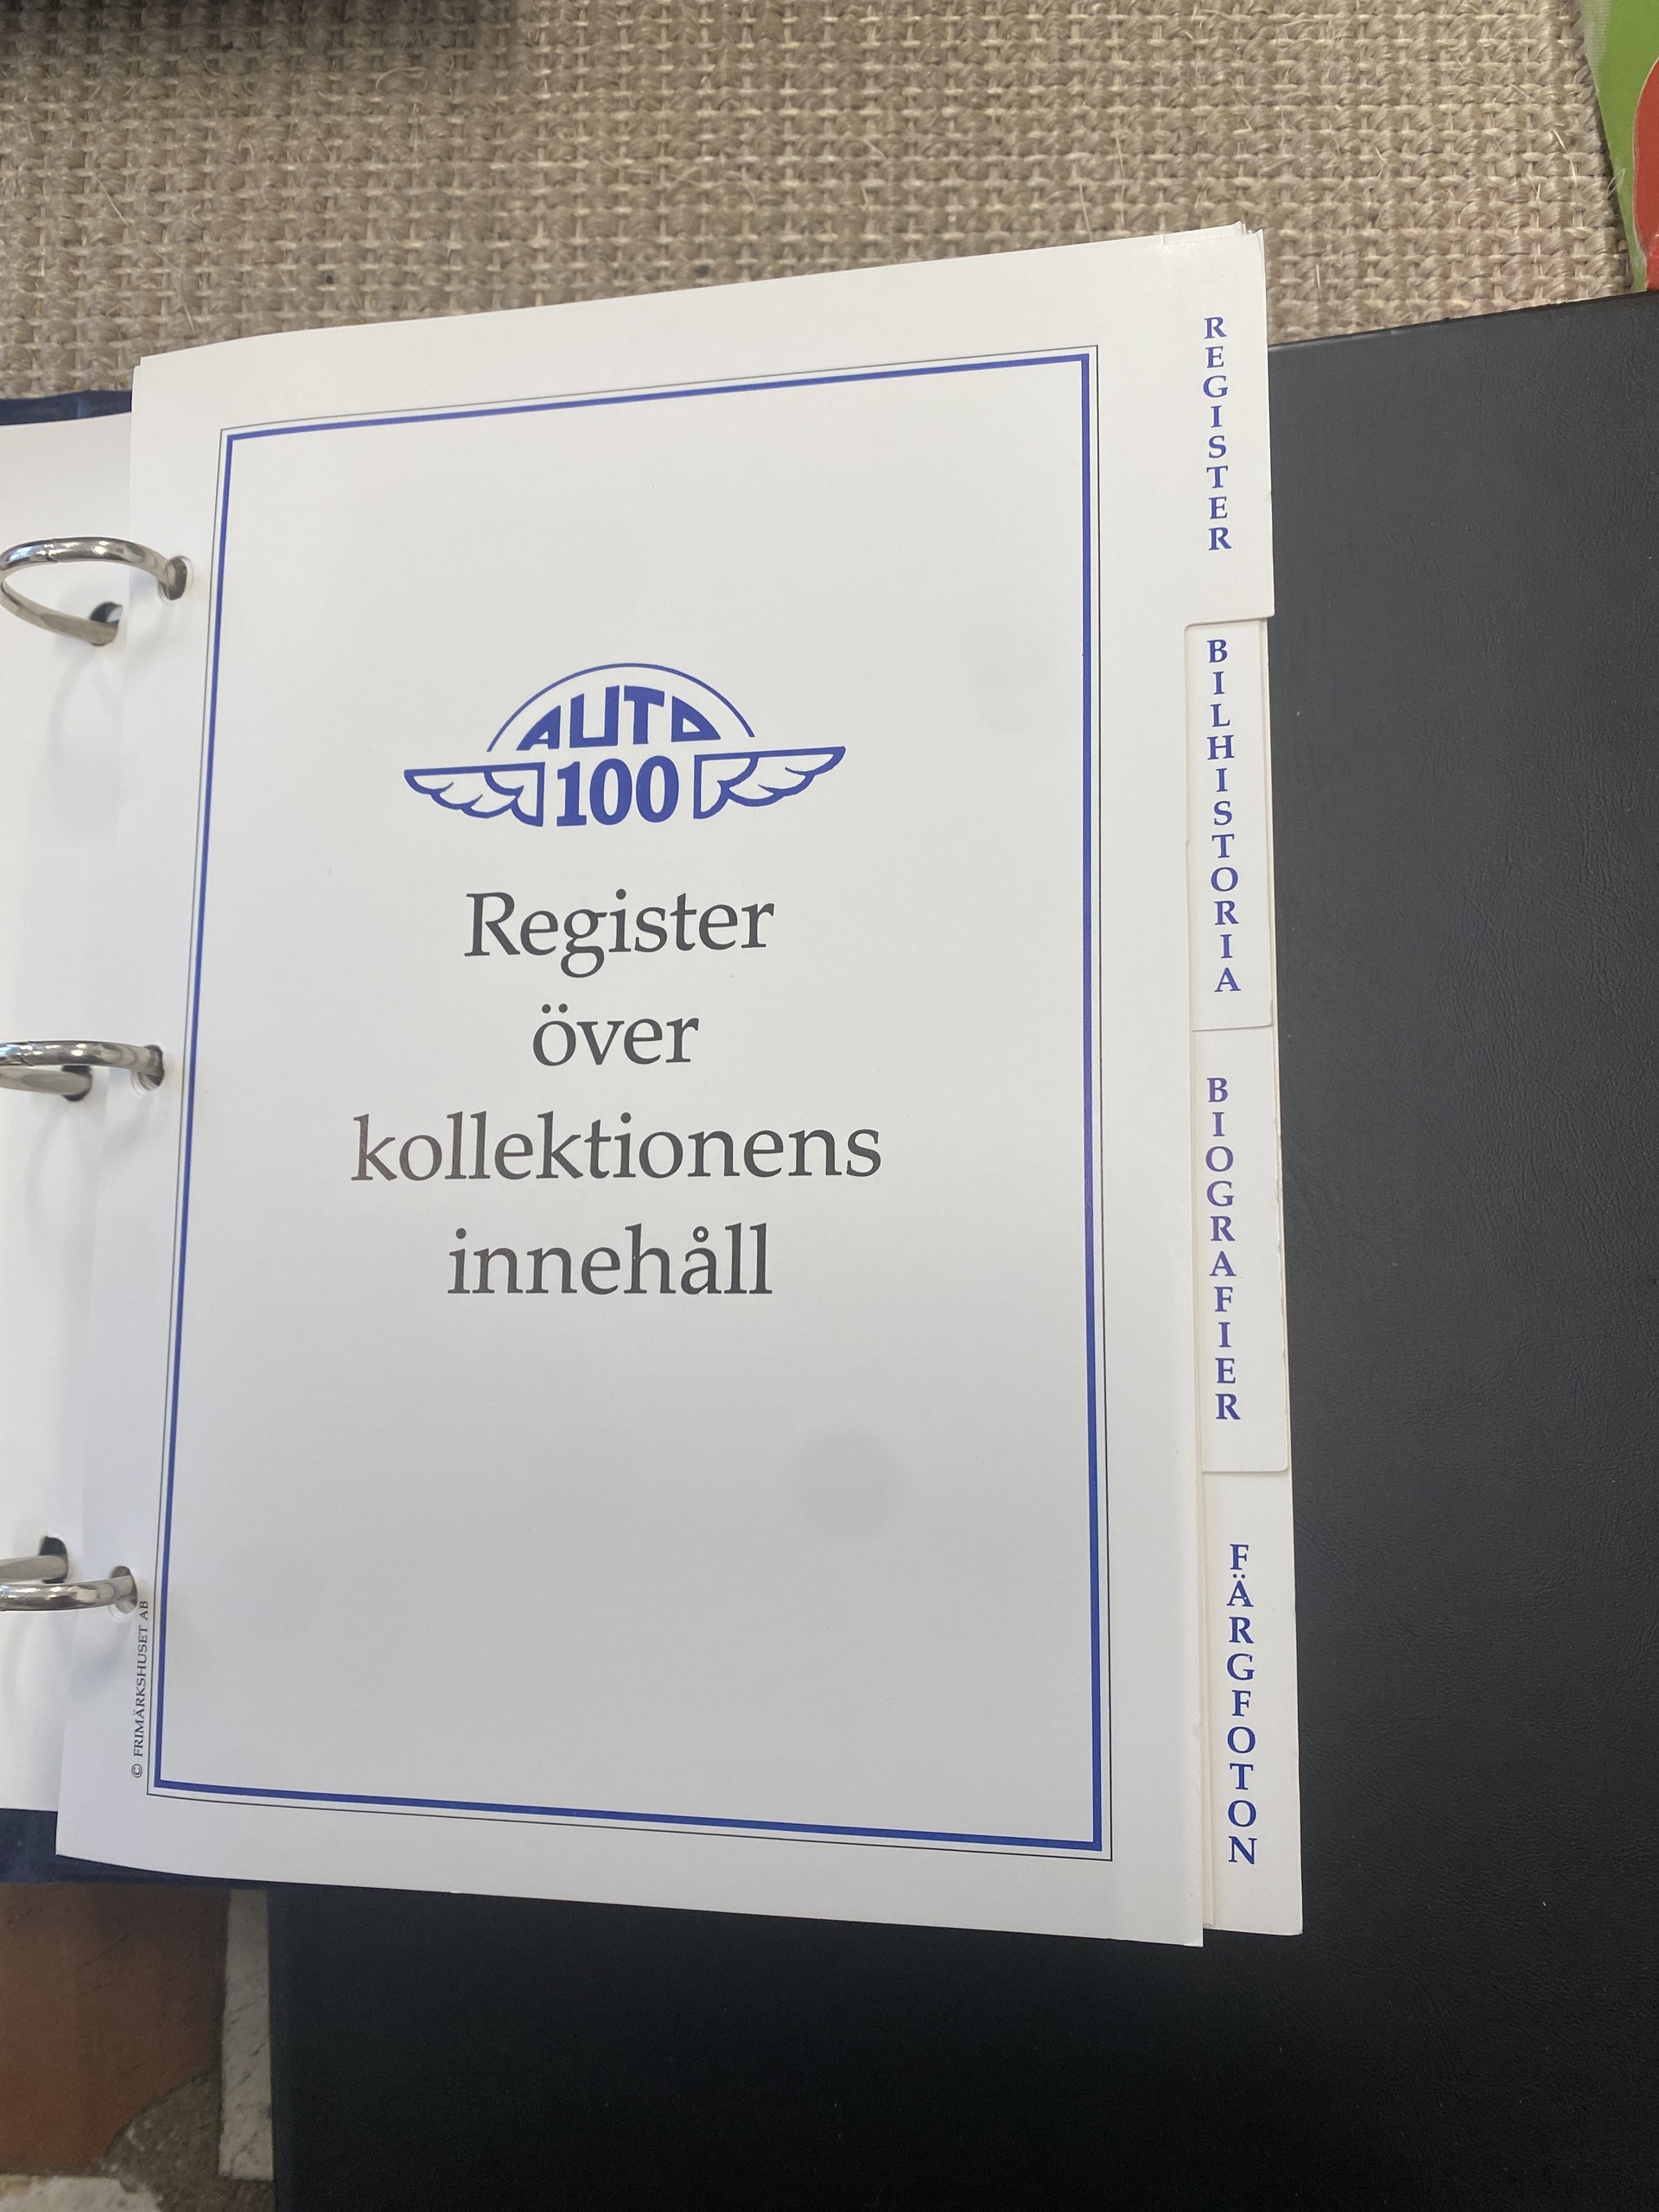 AUTO
100
Register
över
kollektionens
innehåll
REGISTER
BILHISTORIA
BIOGRAFIER
FÄRGFOTON
© FRIMÄRKSHUSET AB